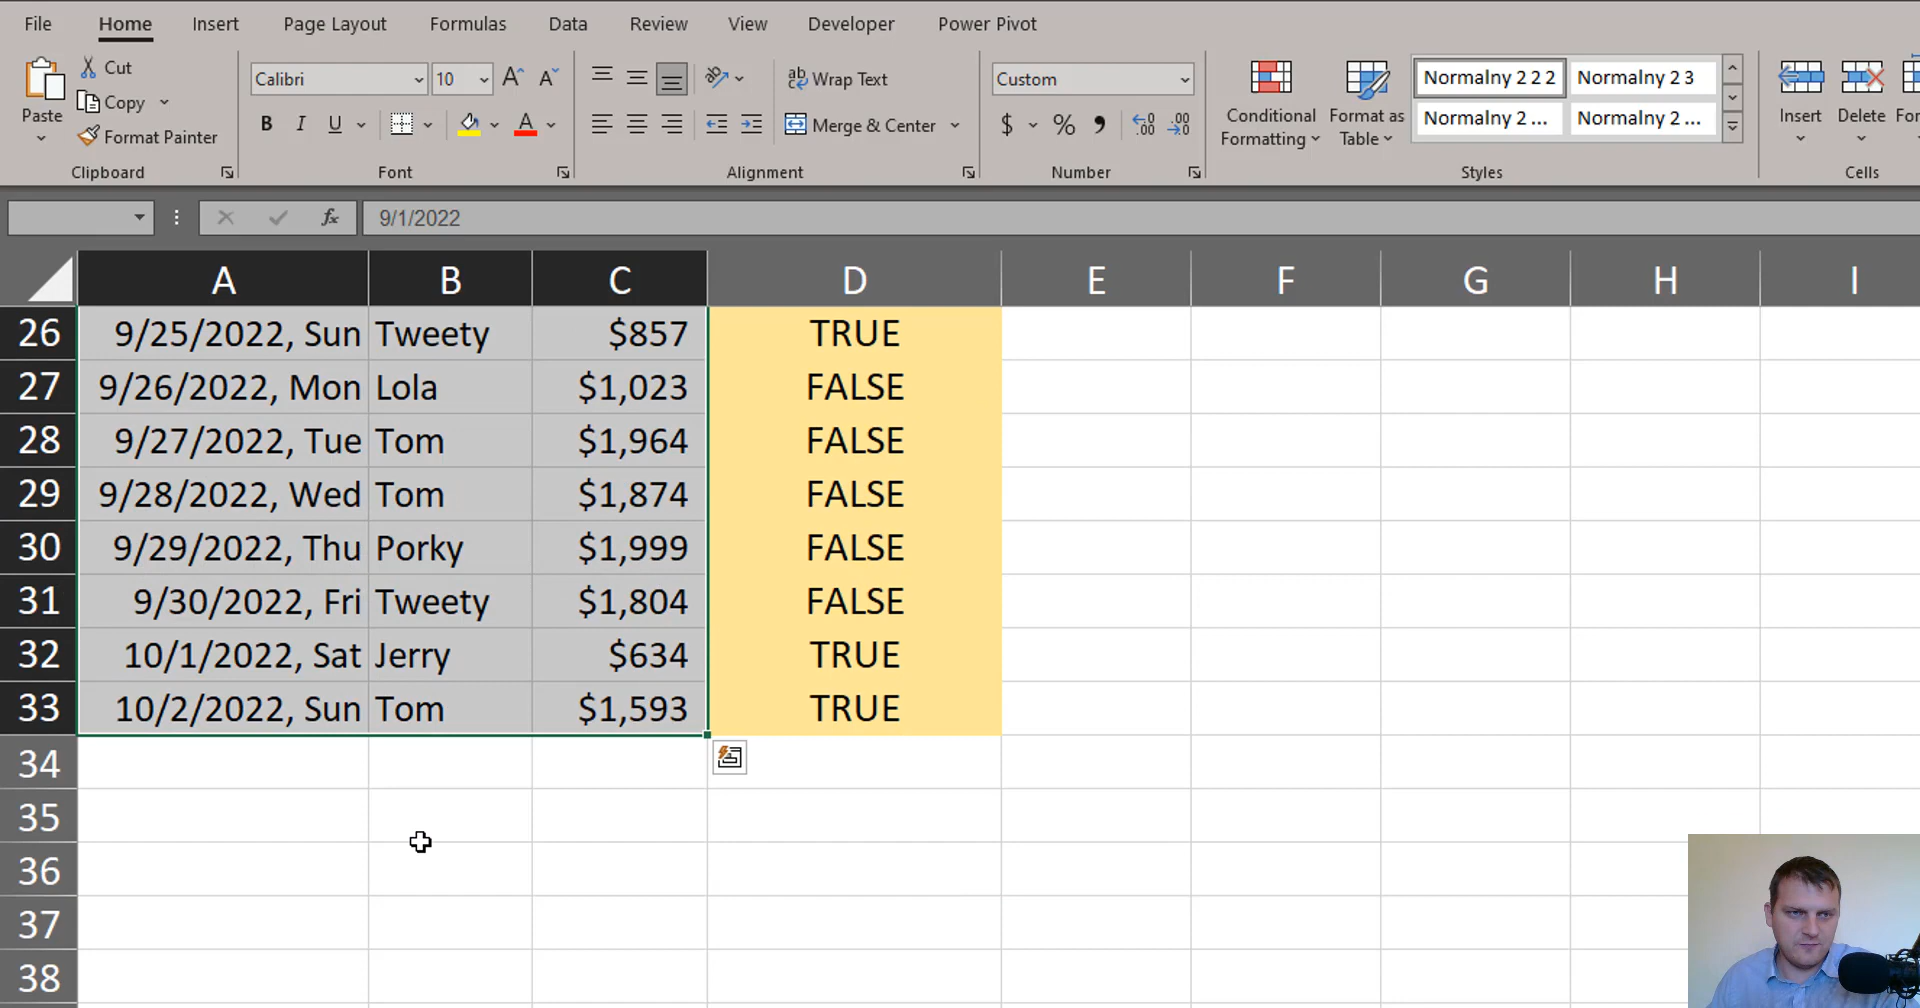 File Home Insert Page Layout Formulas Data Review View Developer Power Pivot
Paste
Cut
Copy
Format Painter
Clipboard
Calibri 10
A A
B I U A
Font
ab Wrap Text
Merge & Center
Alignment
Custom
$ % 9 .00 .00
Number
Conditional
Formatting
Format as
Table
Normalny 2 2 2 Normalny 2 3
Normalny 2 ... Normalny 2 ...
Styles
Insert Delete For
Cells
fx 9/1/2022
A B C D E F G H I
26 9/25/2022, Sun Tweety $857 TRUE
27 9/26/2022, Mon Lola $1,023 FALSE
28 9/27/2022, Tue Tom $1,964 FALSE
29 9/28/2022, Wed Tom $1,874 FALSE
30 9/29/2022, Thu Porky $1,999 FALSE
31 9/30/2022, Fri Tweety $1,804 FALSE
32 10/1/2022, Sat Jerry $634 TRUE
33 10/2/2022, Sun Tom $1,593 TRUE
34
35
36
37
38